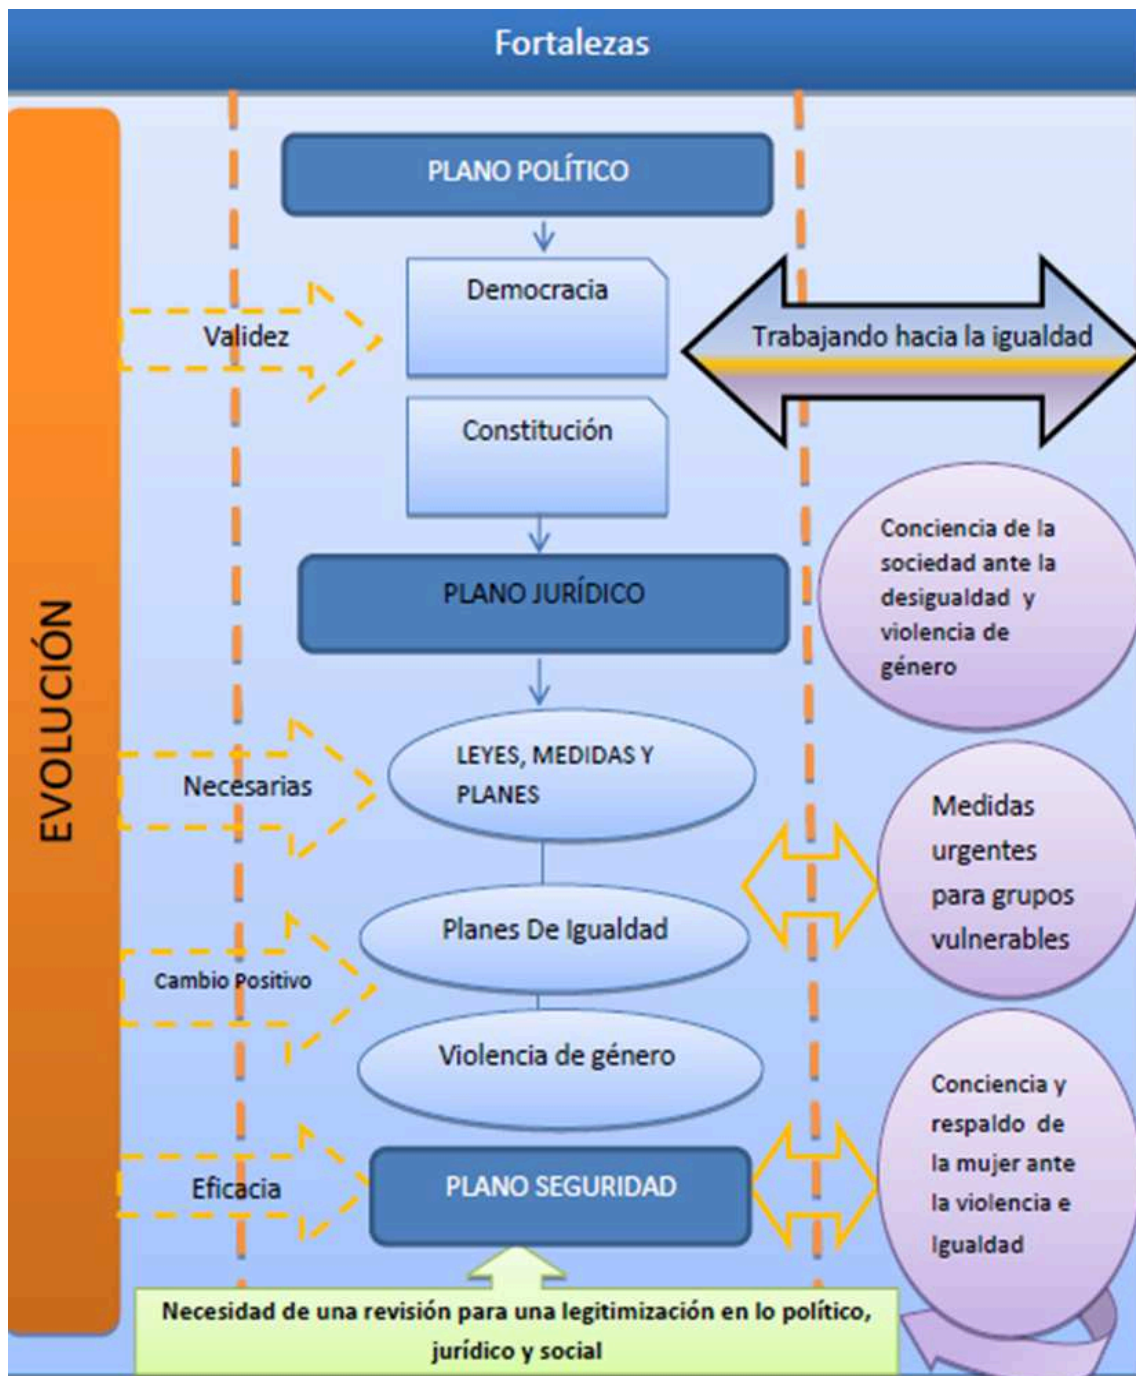 Fortalezas
EVOLUCIÓN
PLANO POLÍTICO
Democracia
Validez
Trabajando hacia la igualdad
Constitución
Conciencia de la
sociedad ante la
desigualdad y
violencia de
género
PLANO JURÍDICO
LEYES, MEDIDAS Y
PLANES
Necesarias
Medidas
urgentes
para grupos
vulnerables
Planes De Igualdad
Cambio Positivo
Violencia de género
Conciencia y
respaldo de
la mujer ante
la violencia e
Igualdad
Eficacia
PLANO SEGURIDAD
Necesidad de una revisión para una legitimización en lo político,
jurídico y social